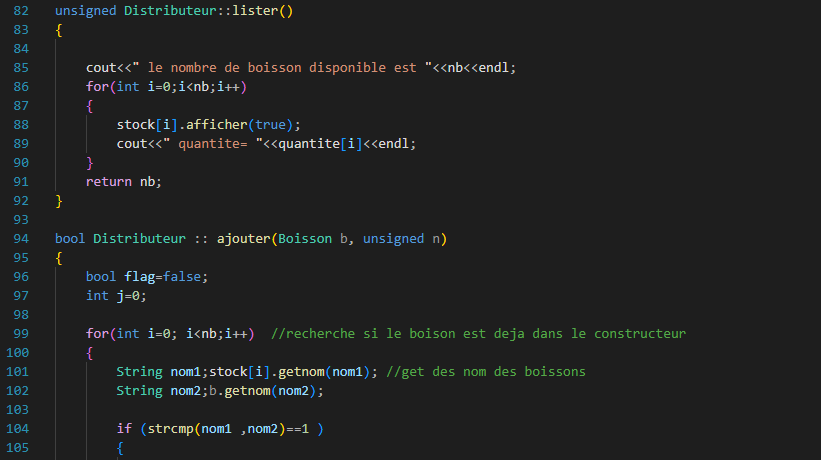 82 unsigned Distributeur::lister()
83 {
84
85 cout<<" le nombre de boisson disponible est "<<nb<<endl;
86 for(int i=0;i<nb;i++)
87 {
88 stock[i].afficher(true);
89 cout<<" quantite= "<<quantite[i]<<endl;
90 }
91 return nb;
92 }
93
94 bool Distributeur :: ajouter(Boisson b, unsigned n)
95 {
96 bool flag=false;
97 int j=0;
98
99 for(int i=0; i<nb;i++) //recherche si le boison est deja dans le constructeur
100 {
101 String nom1;stock[i].getnom(nom1); //get des nom des boissons
102 String nom2;b.getnom(nom2);
103
104 if (strcmp(nom1 ,nom2)==1 )
105 {